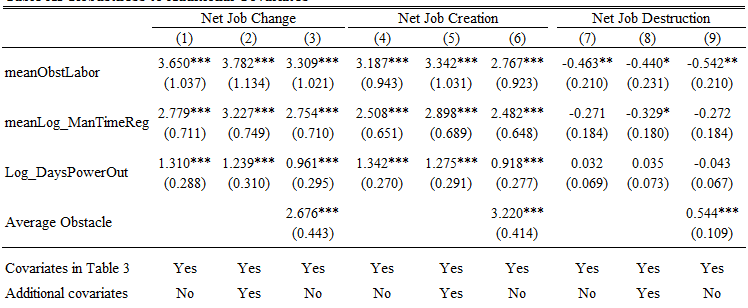 Net Job Change Net Job Creation Net Job Destruction
(1) (2) (3) (4) (5) (6) (7) (8) (9)
meanObstLabor 3.650*** 3.782*** 3.309*** 3.187*** 3.342*** 2.767*** -0.463** -0.440* -0.542**
(1.037) (1.134) (1.021) (0.943) (1.031) (0.923) (0.210) (0.231) (0.210)
meanLog_ManTimeReg 2.779*** 3.227*** 2.754*** 2.508*** 2.898*** 2.482*** -0.271 -0.329* -0.272
(0.711) (0.749) (0.710) (0.651) (0.689) (0.648) (0.184) (0.180) (0.184)
Log_DaysPowerOut 1.310*** 1.239*** 0.961*** 1.342*** 1.275*** 0.918*** 0.032 0.035 -0.043
(0.288) (0.310) (0.295) (0.270) (0.291) (0.277) (0.069) (0.073) (0.067)
Average Obstacle 2.676*** 3.220*** 0.544***
(0.443) (0.414) (0.109)
Covariates in Table 3 Yes Yes Yes Yes Yes Yes Yes Yes Yes
Additional covariates No Yes No No Yes No No Yes No